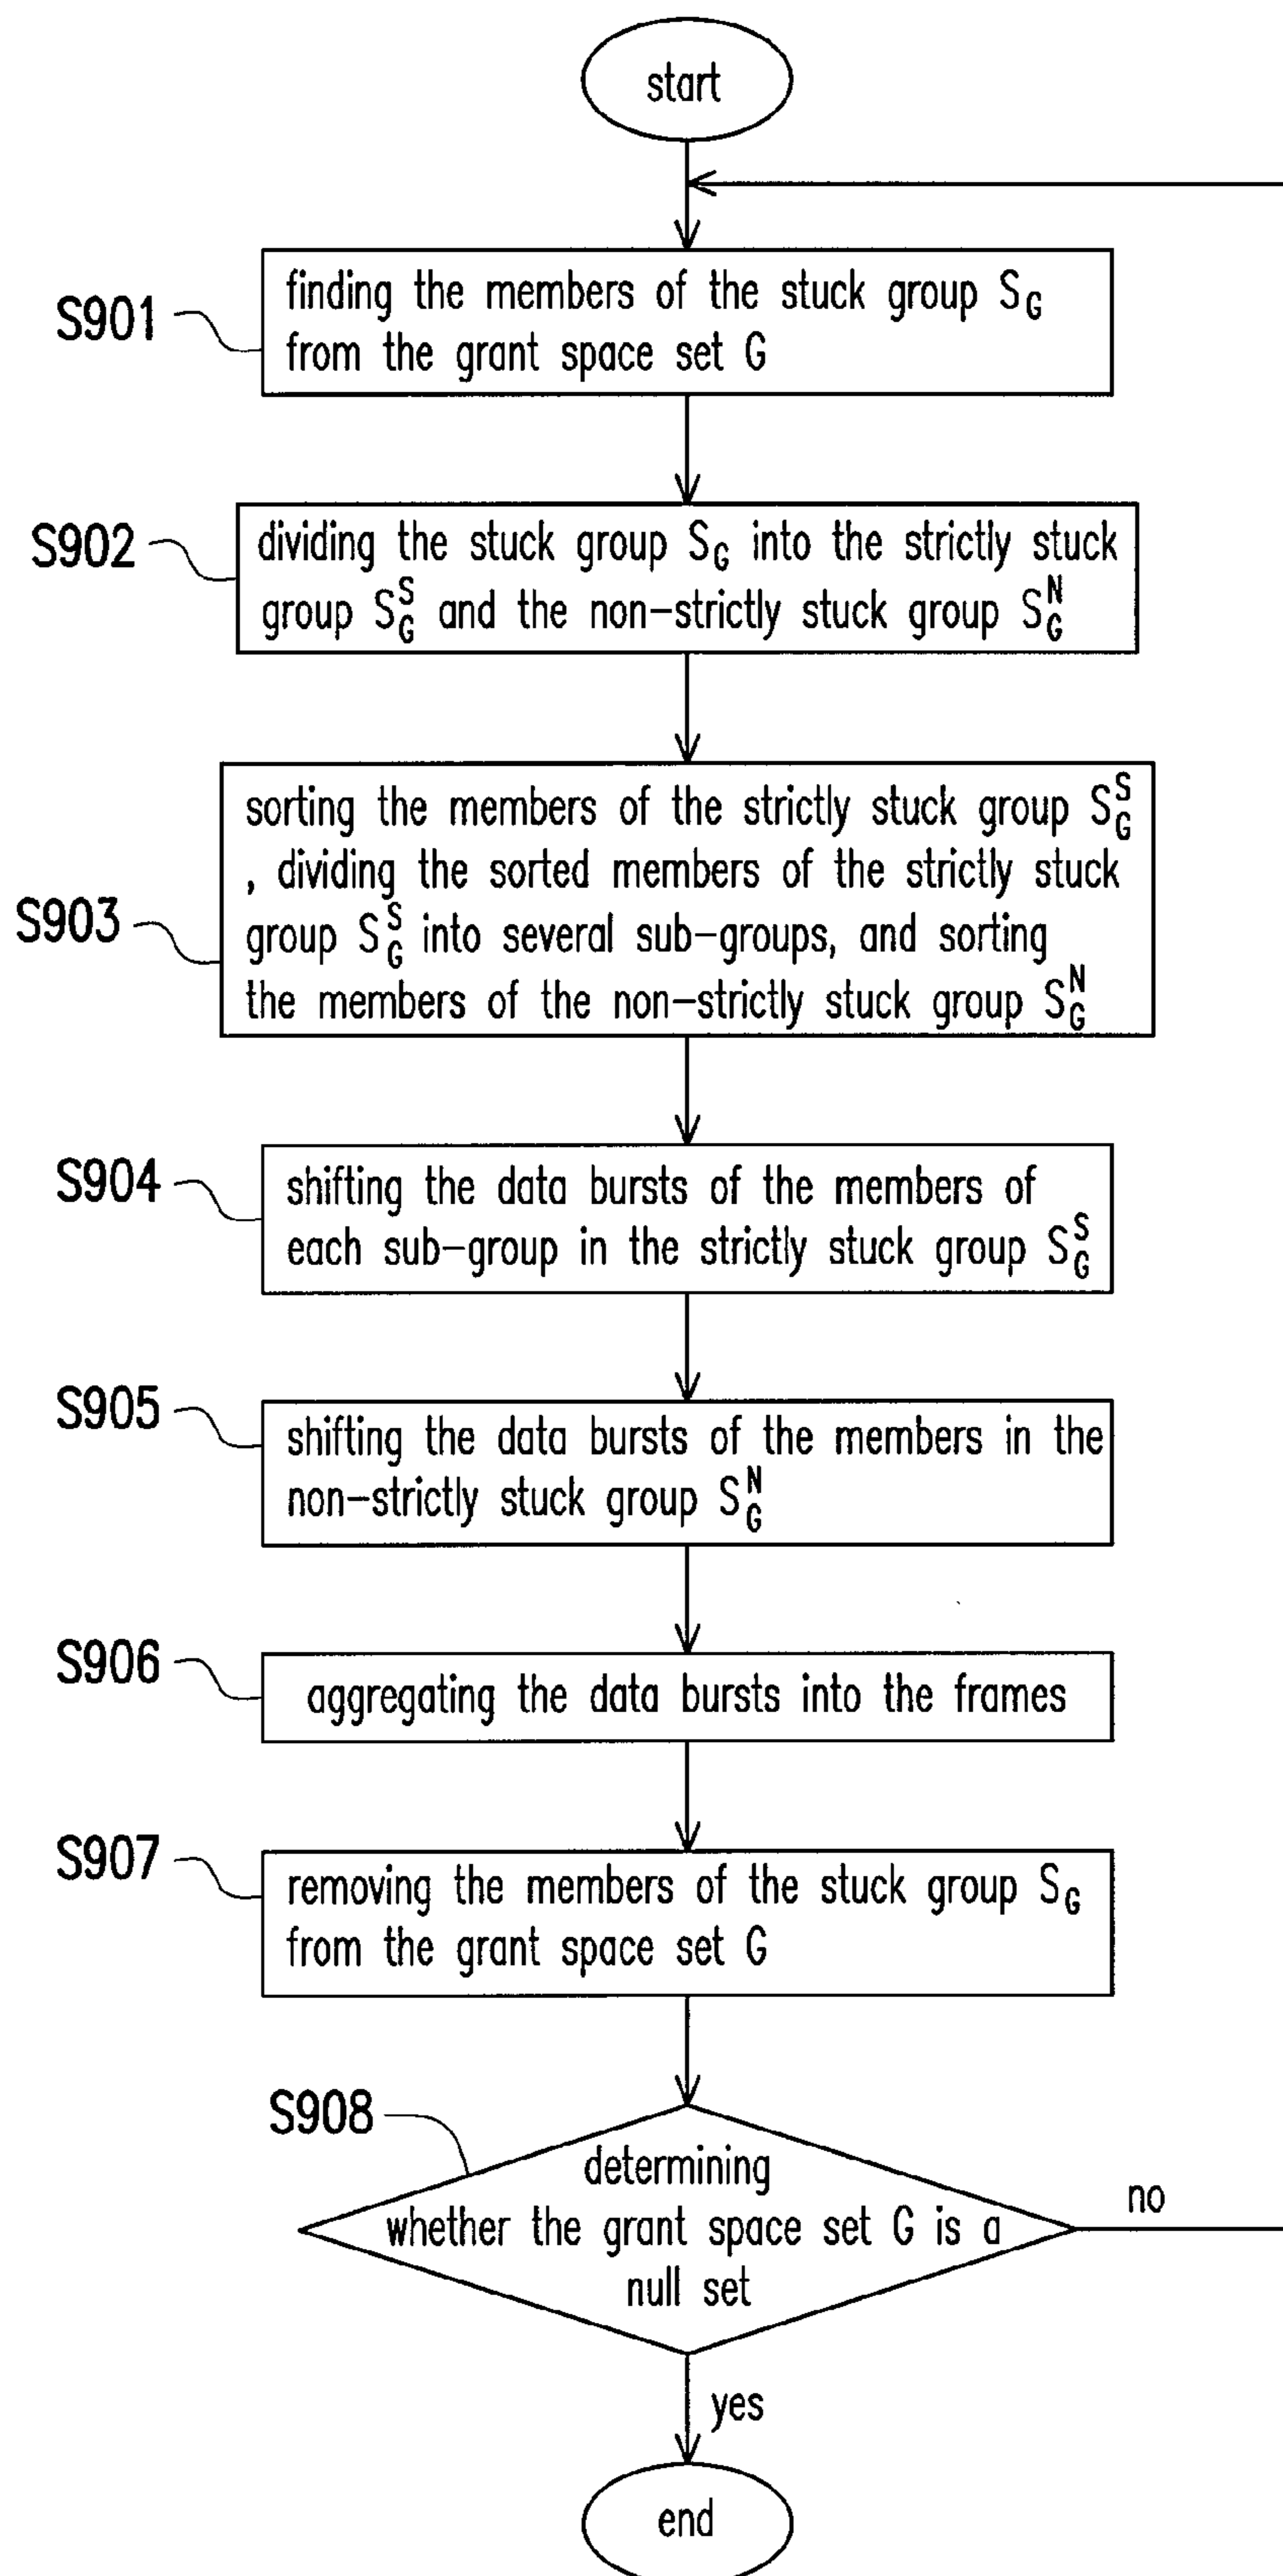 start
S901
finding the members of the stuck group S_G
from the grant space set G
S902
dividing the stuck group S_G into the strictly stuck
group S_G^S and the non-strictly stuck group S_G^N
S903
sorting the members of the strictly stuck group S_G^S
, dividing the sorted members of the strictly stuck
group S_G^S into several sub-groups, and sorting
the members of the non-strictly stuck group S_G^N
S904
shifting the data bursts of the members of
each sub-group in the strictly stuck group S_G^S
S905
shifting the data bursts of the members in the
non-strictly stuck group S_G^N
S906
aggregating the data bursts into the frames
S907
removing the members of the stuck group S_G
from the grant space set G
S908
determining
whether the grant space set G is a
null set
no
yes
end